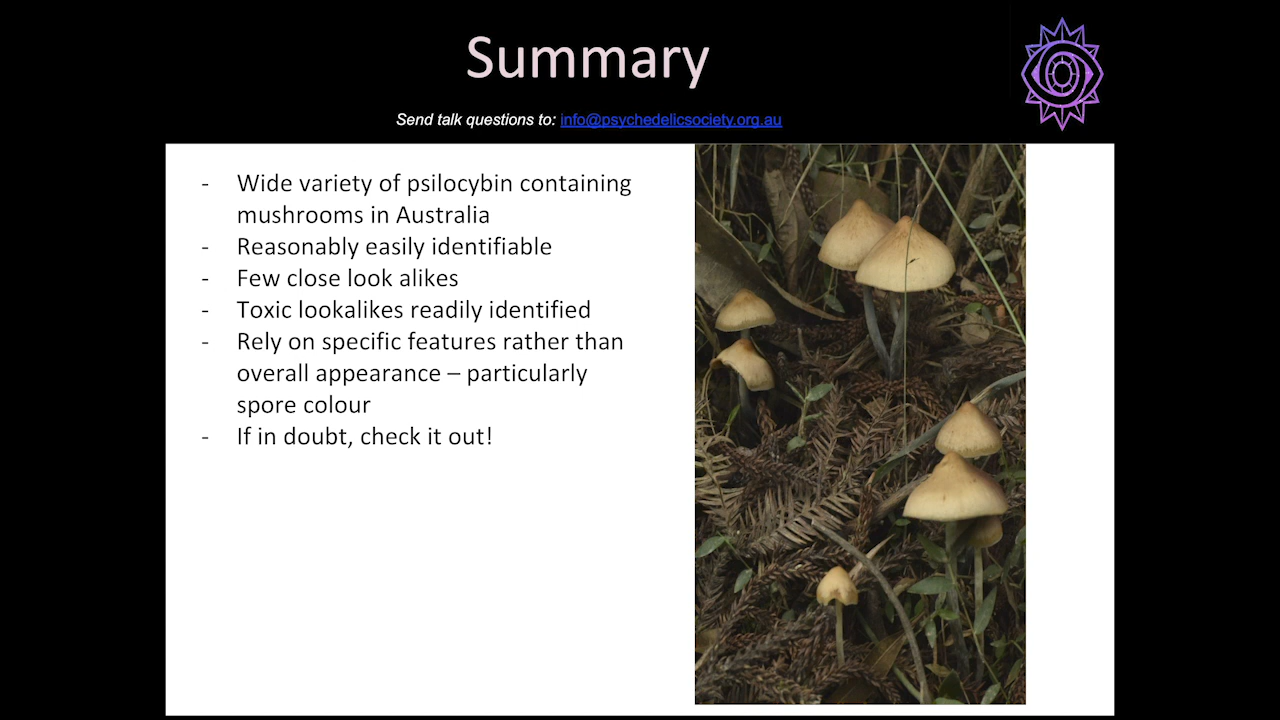 Summary
Send talk questions to: info@psychedelicsociety.org.au
- Wide variety of psilocybin containing
mushrooms in Australia
- Reasonably easily identifiable
- Few close look alikes
- Toxic lookalikes readily identified
- Rely on specific features rather than
overall appearance – particularly
spore colour
- If in doubt, check it out!